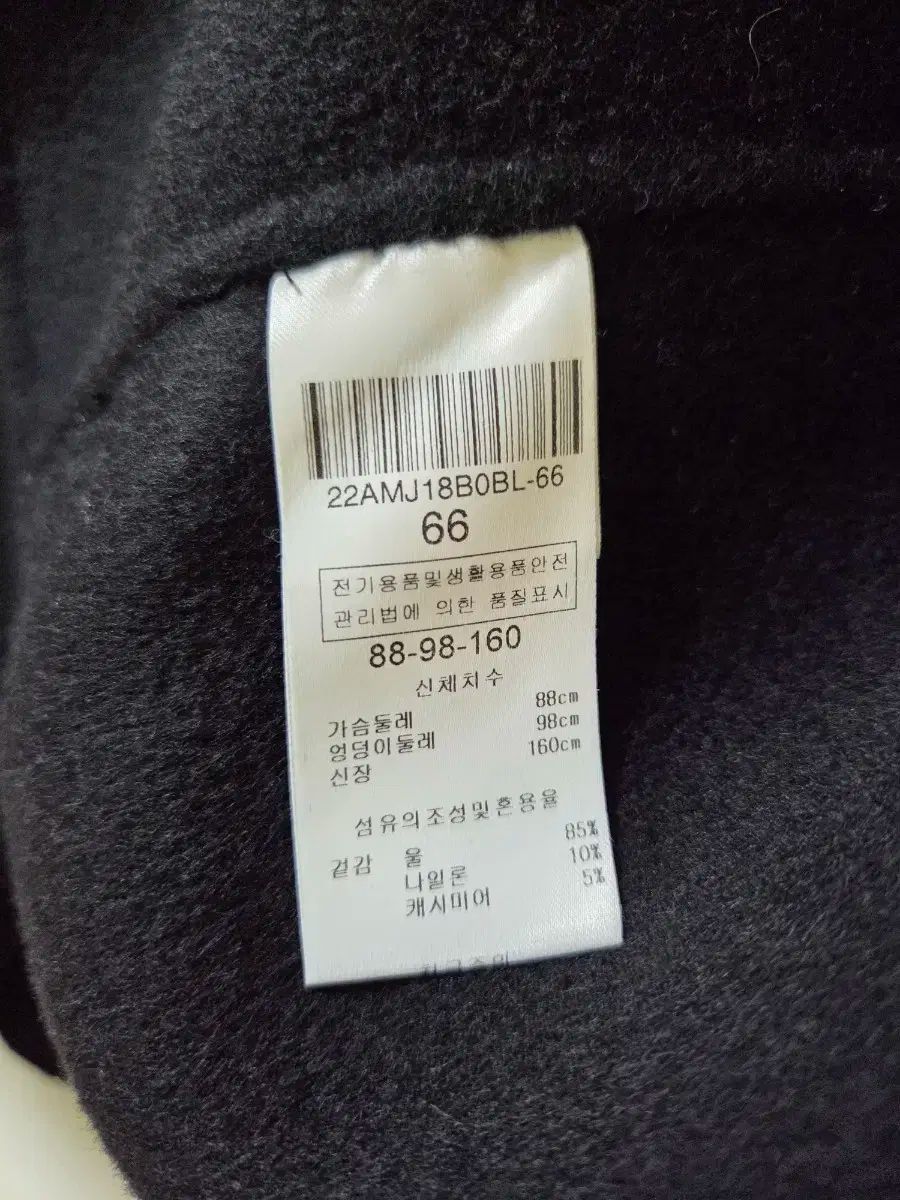 22AMJ18B0BL-66
66
전기용품및생활용품안전
관리법에 의한 품질표시
88-98-160
신체치수
가슴둘레 88cm
엉덩이둘레 98cm
신장 160cm
섬유의조성및혼용율
겉감 울 85%
나일론 10%
캐시미어 5%